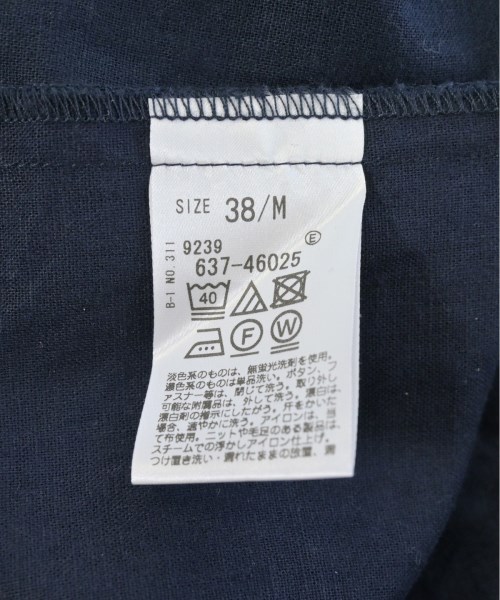 SIZE 38/M
B-I NO.311
9239
637-46025
E
40
F W
淡色系のものは、無蛍光洗剤を使用。
濃色系のものは単品洗い。ボタン、フ
ァスナー等は、閉じて洗う。取り外し
可能な附属品は、外して洗う。漂白は、
漂白剤の指示にしたがう。汗をかいた
場合、速やかに洗う。アイロンは、当
て布使用。ニットや毛足のある製品は、
スチームでの浮かしアイロン仕上げ。
つけ置き洗い・濡れたままの放置、濡